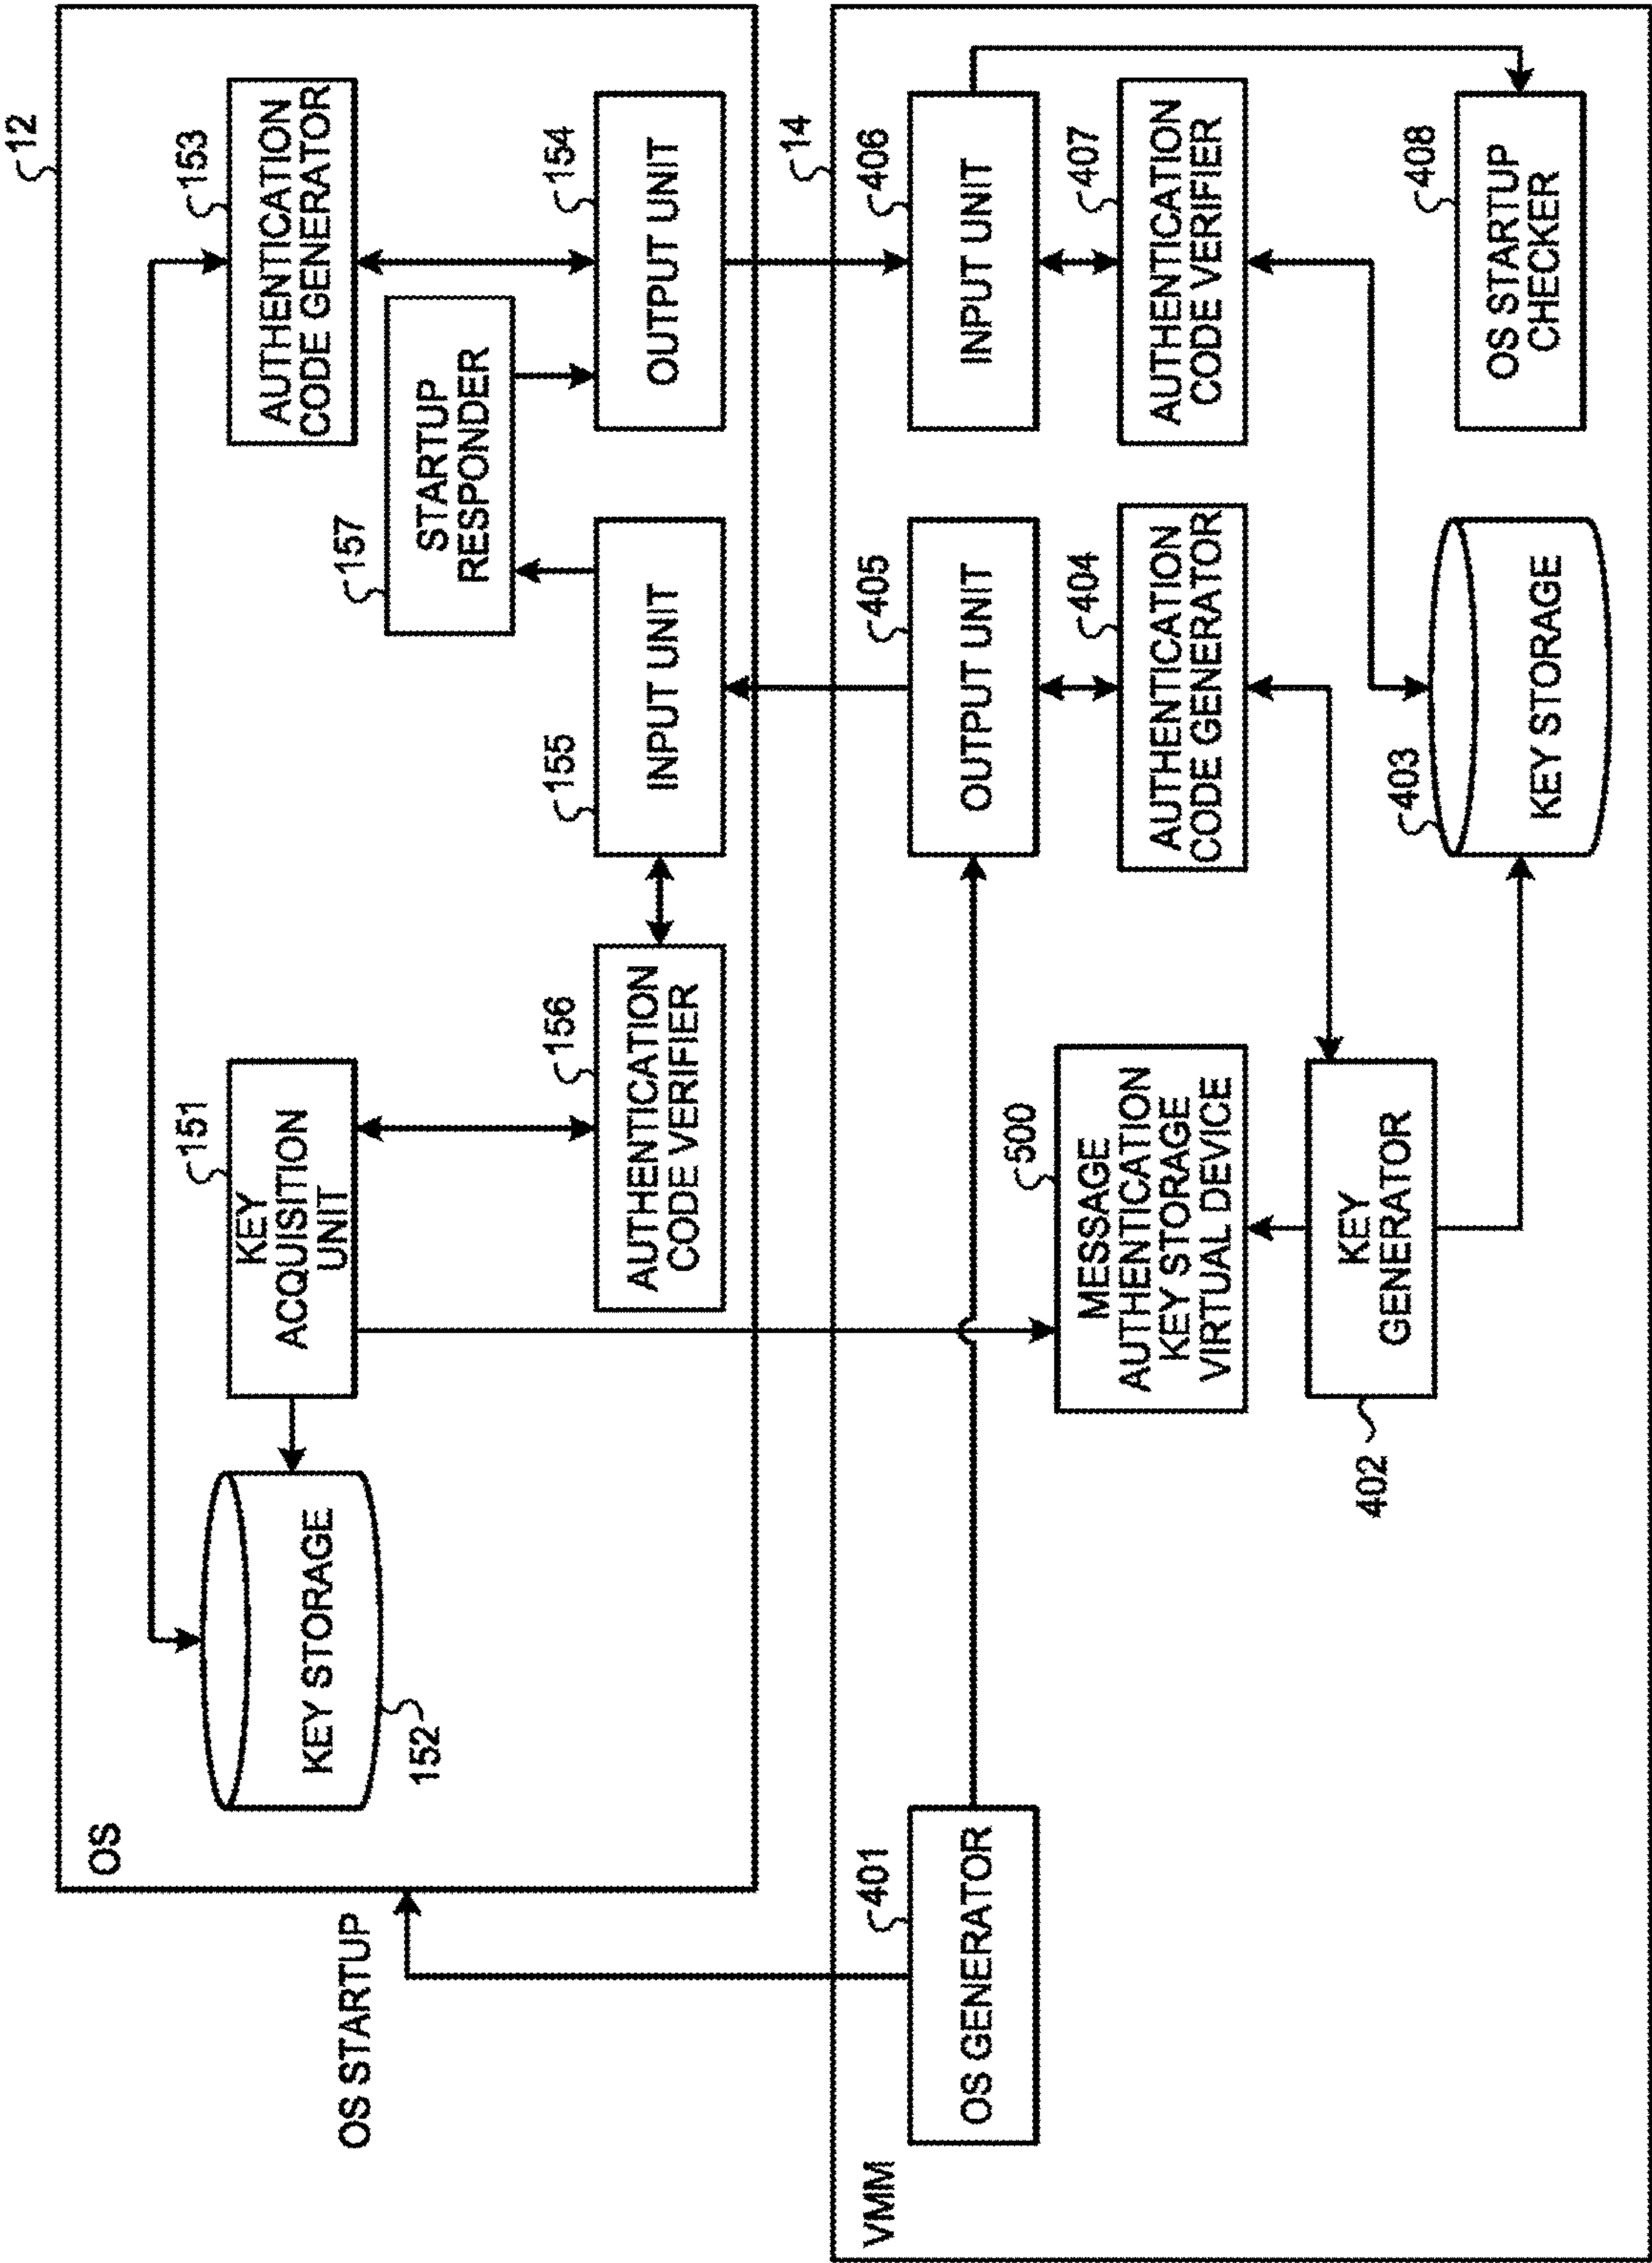 12
OS
151
KEY
ACQUISITION
UNIT
153
AUTHENTICATION
CODE GENERATOR
KEY STORAGE
152
157
STARTUP
RESPONDER
OS STARTUP
156
AUTHENTICATION
CODE VERIFIER
155
INPUT UNIT
154
OUTPUT UNIT
14
VMM
401
OS GENERATOR
405
OUTPUT UNIT
406
INPUT UNIT
500
MESSAGE
AUTHENTICATION
KEY STORAGE
VIRTUAL DEVICE
404
AUTHENTICATION
CODE GENERATOR
407
AUTHENTICATION
CODE VERIFIER
402
KEY
GENERATOR
403
KEY STORAGE
408
OS STARTUP
CHECKER